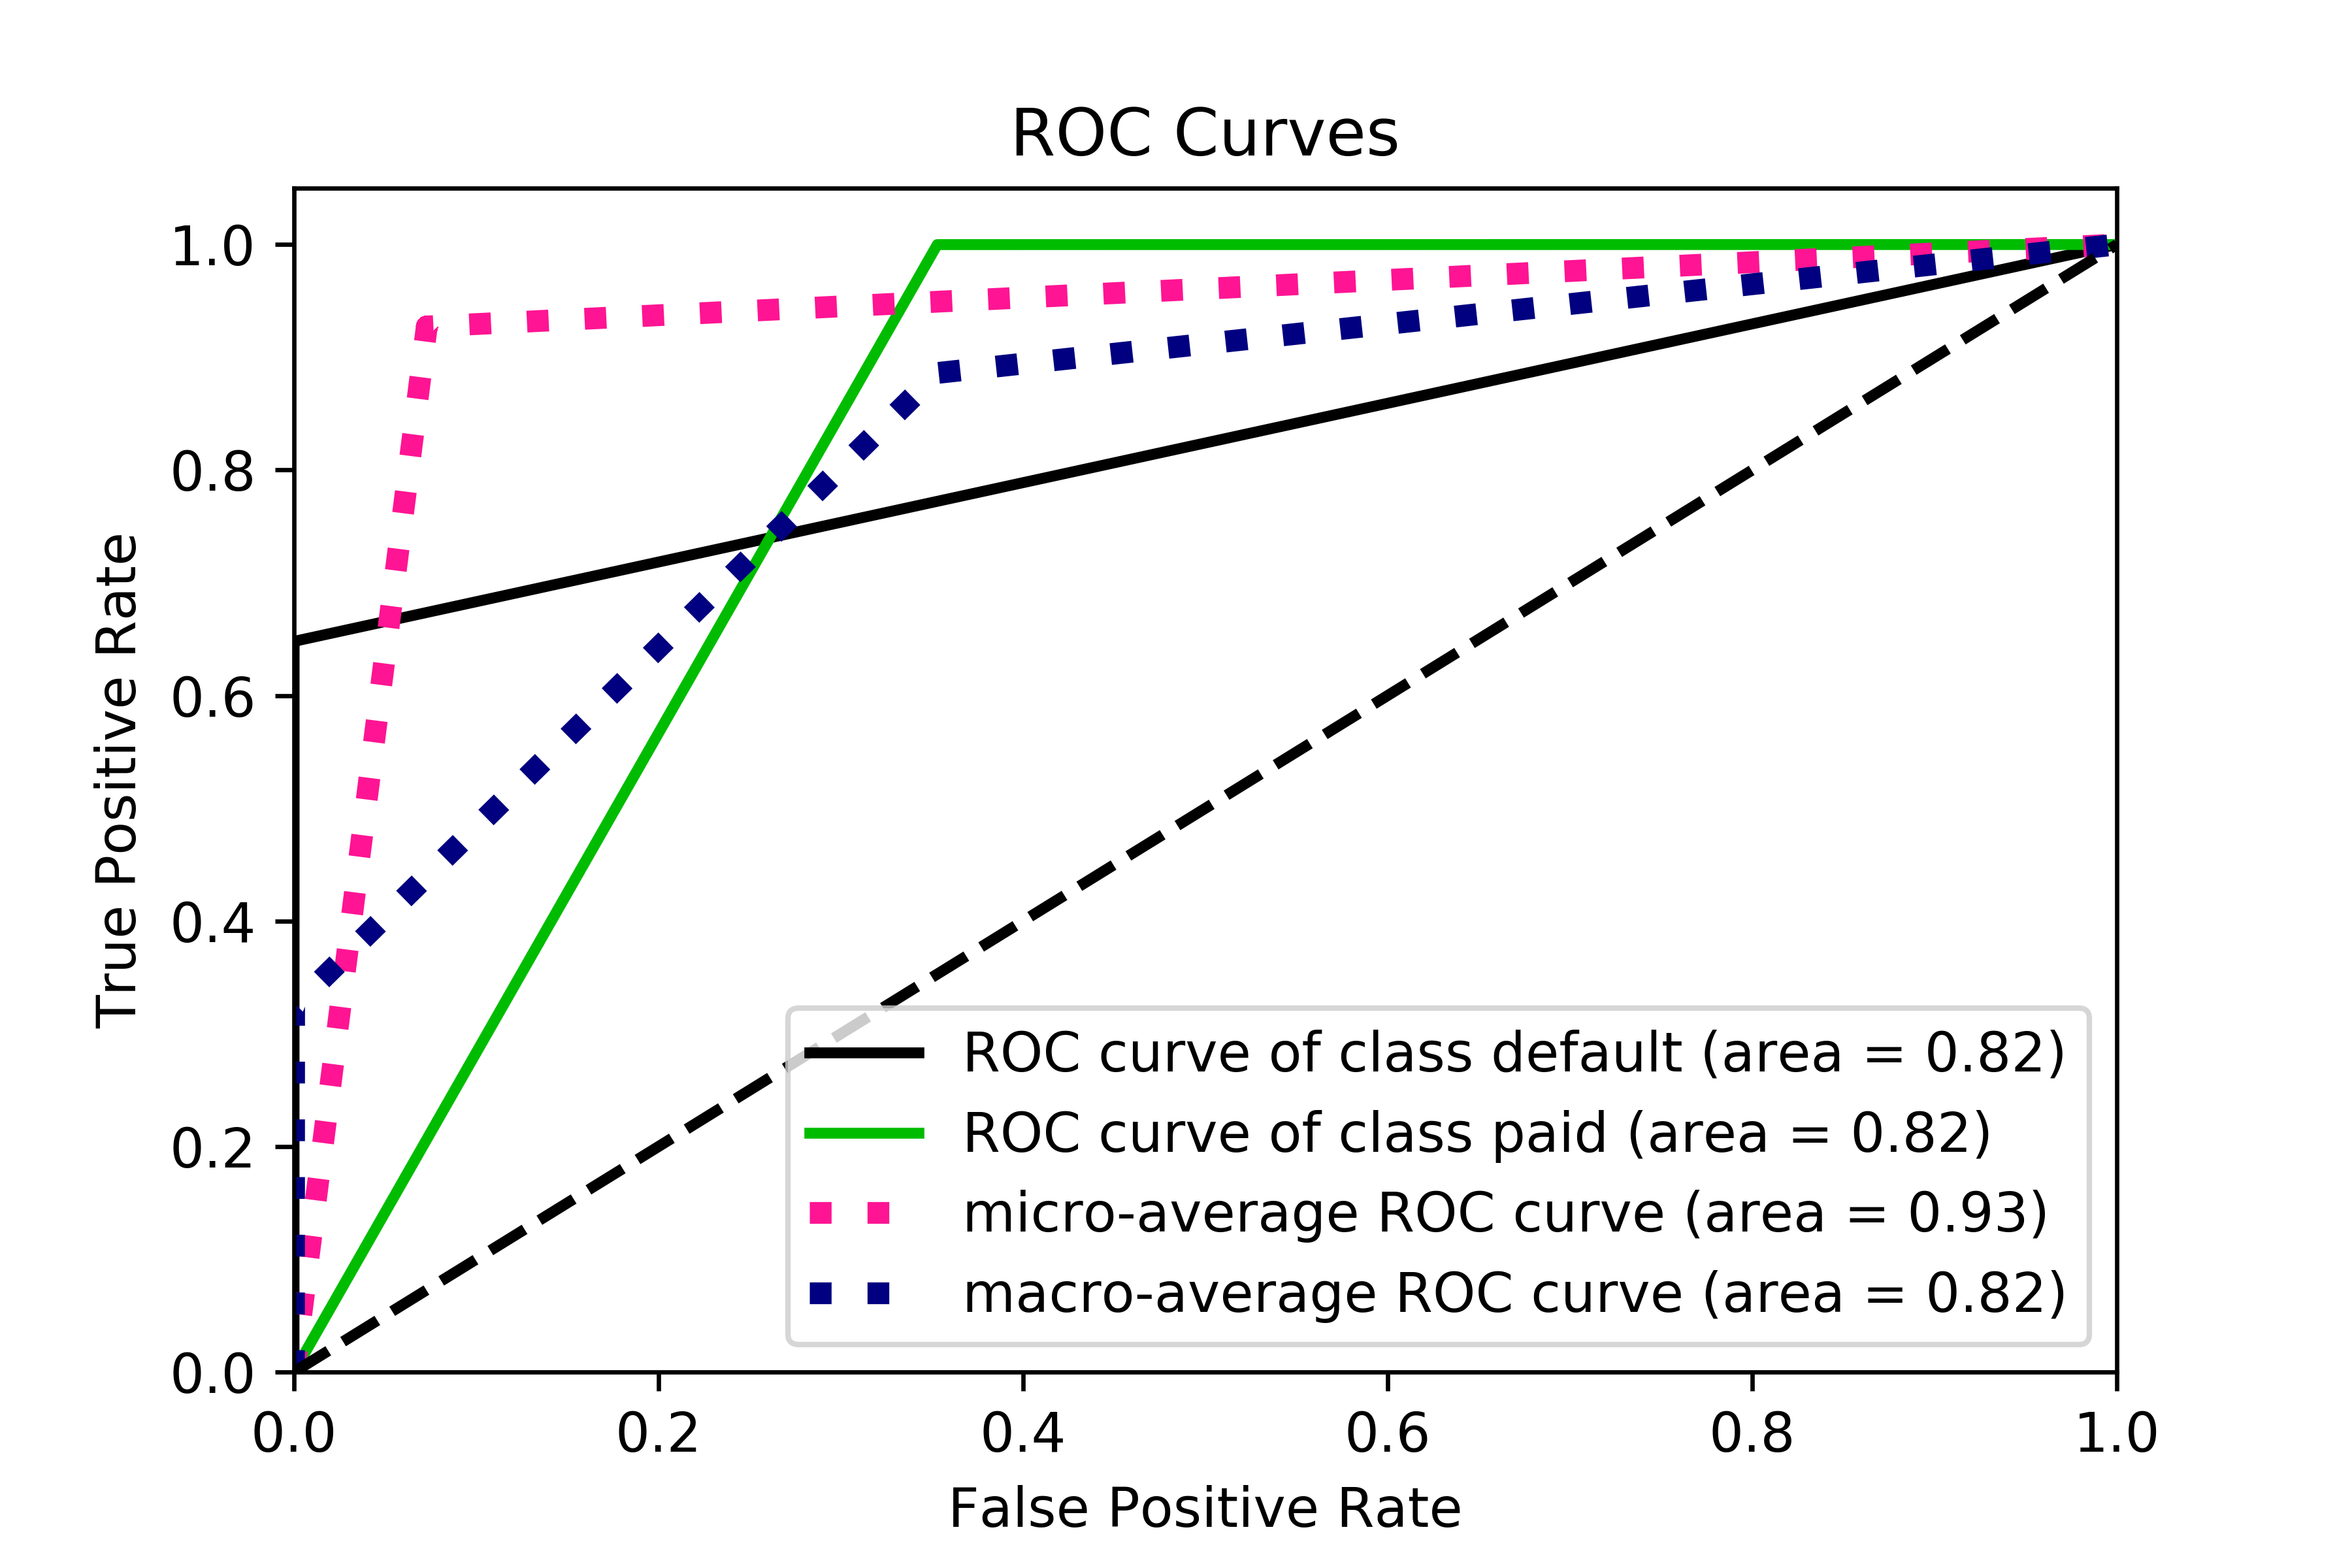 ROC Curves
True Positive Rate
1.0
0.8
0.6
0.4
0.2
0.0
ROC curve of class default (area = 0.82)
ROC curve of class paid (area = 0.82)
micro-average ROC curve (area = 0.93)
macro-average ROC curve (area = 0.82)
0.0 0.2 0.4 0.6 0.8 1.0
False Positive Rate